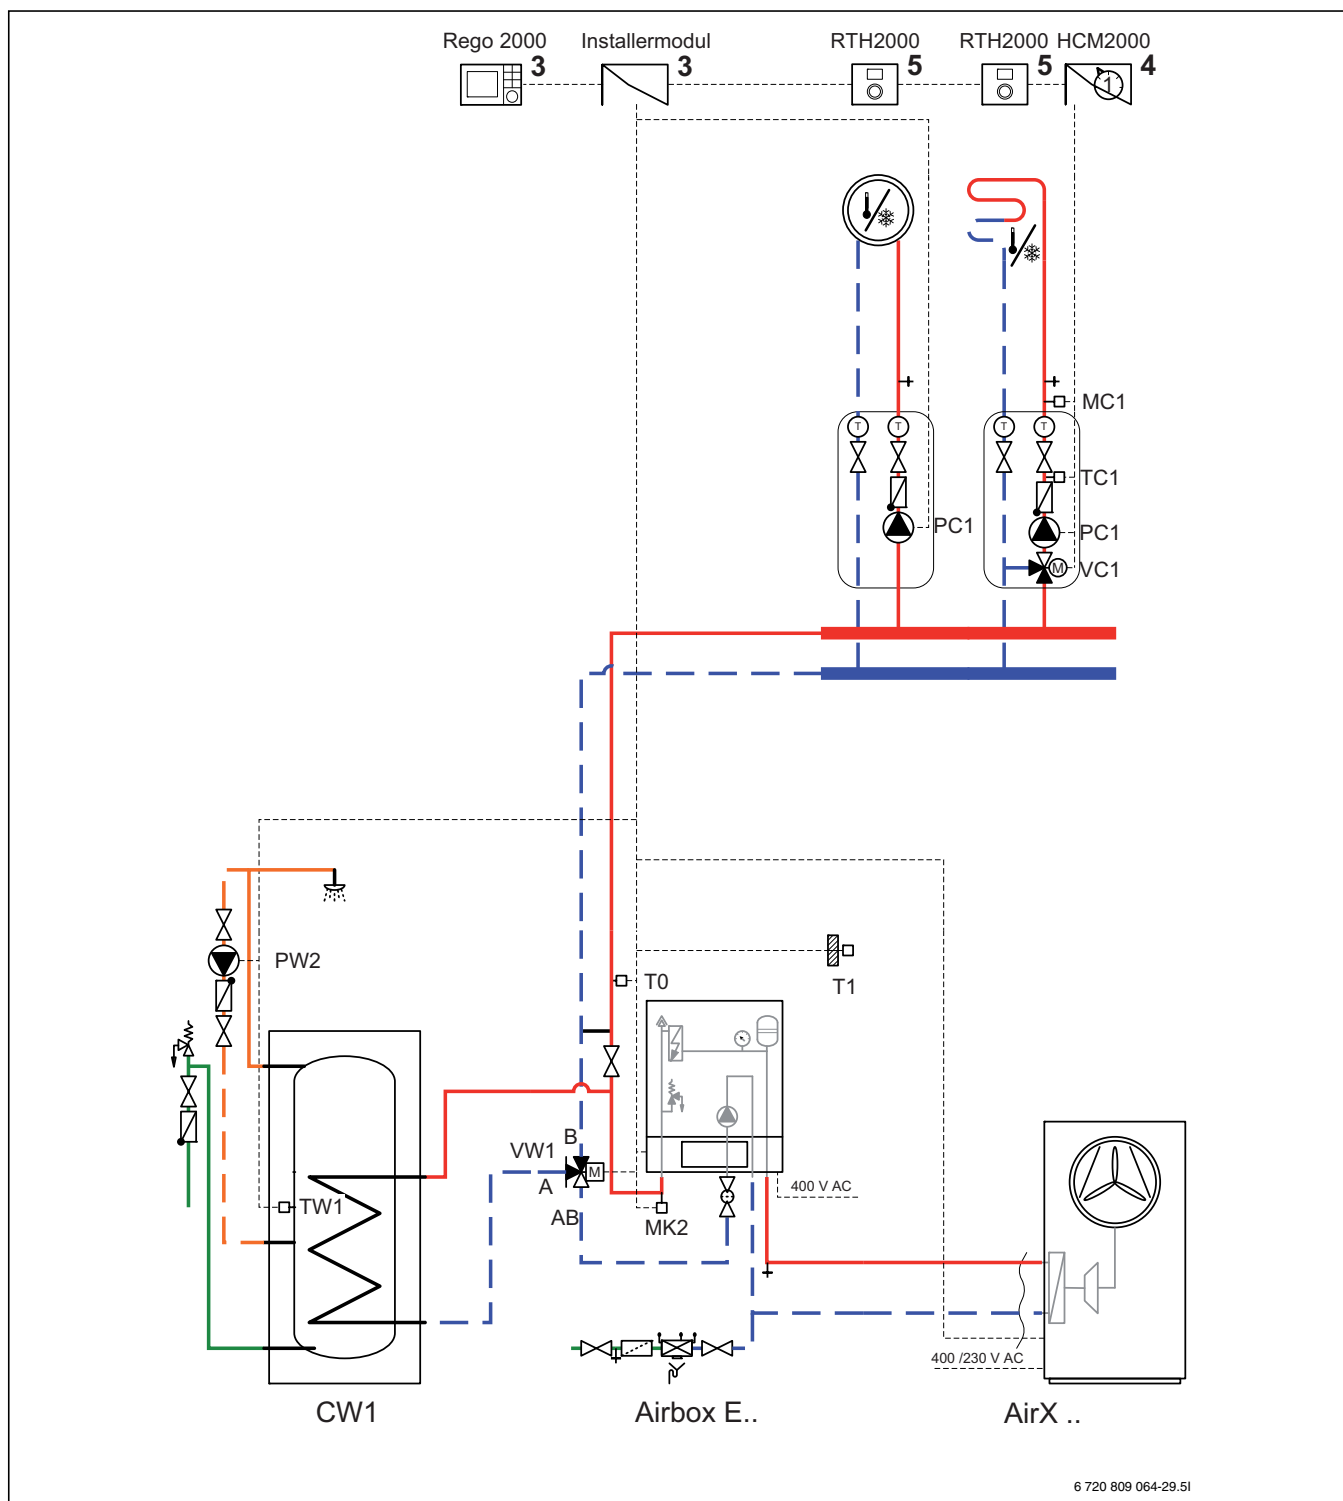 Rego 2000
3
Installermodul
3
RTH2000
5
RTH2000
5
HCM2000
4
1
MC1
T
T
T
T
TC1
PC1
PC1
M
VC1
PW2
T0
T1
B
VW1
M
A
400 V AC
TW1
AB
MK2
400 /230 V AC
CW1
Airbox E..
AirX ..
6 720 809 064-29.5I